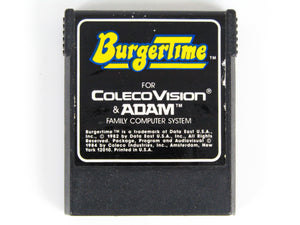 BurgerTime™
FOR
COLECOVISION®
& ADAM™
FAMILY COMPUTER SYSTEM
BurgerTime™ is a trademark of Data East U.S.A.,
Inc., © 1982 by Data East U.S.A., Inc. All Rights
Reserved. Package, Program and Audiovisual ©
1984 by Coleco Industries, Inc., Amsterdam, New
York 12010. Printed in U.S.A.